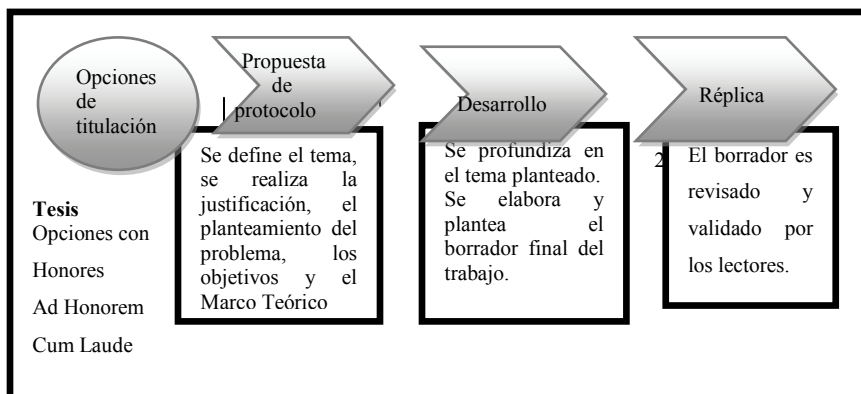 Opciones
de
titulación
Propuesta
de
protocolo
Desarrollo
Réplica
Se define el tema,
se realiza la
justificación, el
planteamiento del
problema, los
objetivos y el
Marco Teórico
Se profundiza en
el tema planteado.
Se elabora y
plantea el
borrador final del
trabajo.
2
El borrador es
revisado y
validado por
los lectores.
Tesis
Opciones con
Honores
Ad Honorem
Cum Laude